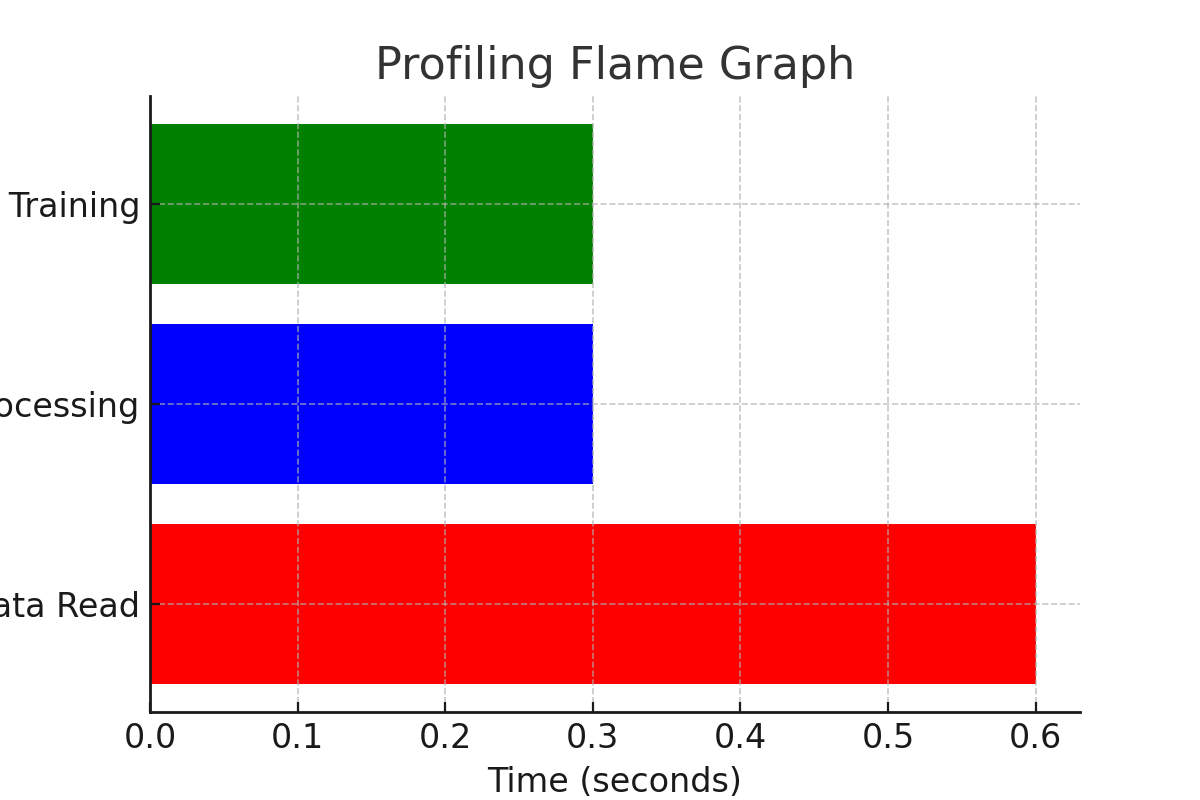 Profiling Flame Graph
Training
ocessing
ata Read
0.0 0.1 0.2 0.3 0.4 0.5 0.6
Time (seconds)